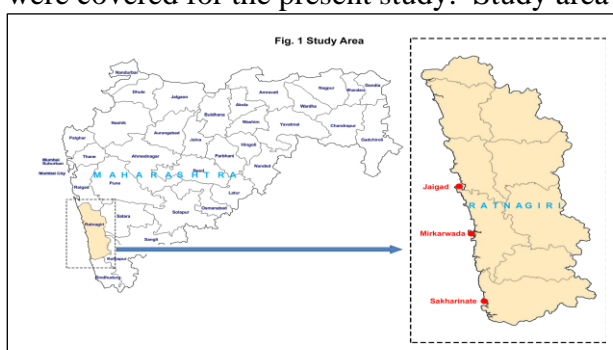 were covered for the present study. Study area
Fig. 1 Study Area
Nandurbar
Dhule
Jalgaon
Nashik
Aurangabad
Jalna
Buldhana
Akola
Amravati
Washim
Yavatmal
Wardha
Nagpur
Bhandara
Gondia
Chandrapur
Gadchiroli
Palghar
Thane
Mumbai Suburban
Mumbai City
Raigad
Pune
Ahmednagar
Beed
Parbhani
Hingoli
Nanded
Latur
Osmanabad
Solapur
Satara
Sangli
Ratnagiri
Kolhapur
Sindhudurg
MAHARASHTRA
Jaigad
RATNAGIRI
Mirkarwada
Sakharinate